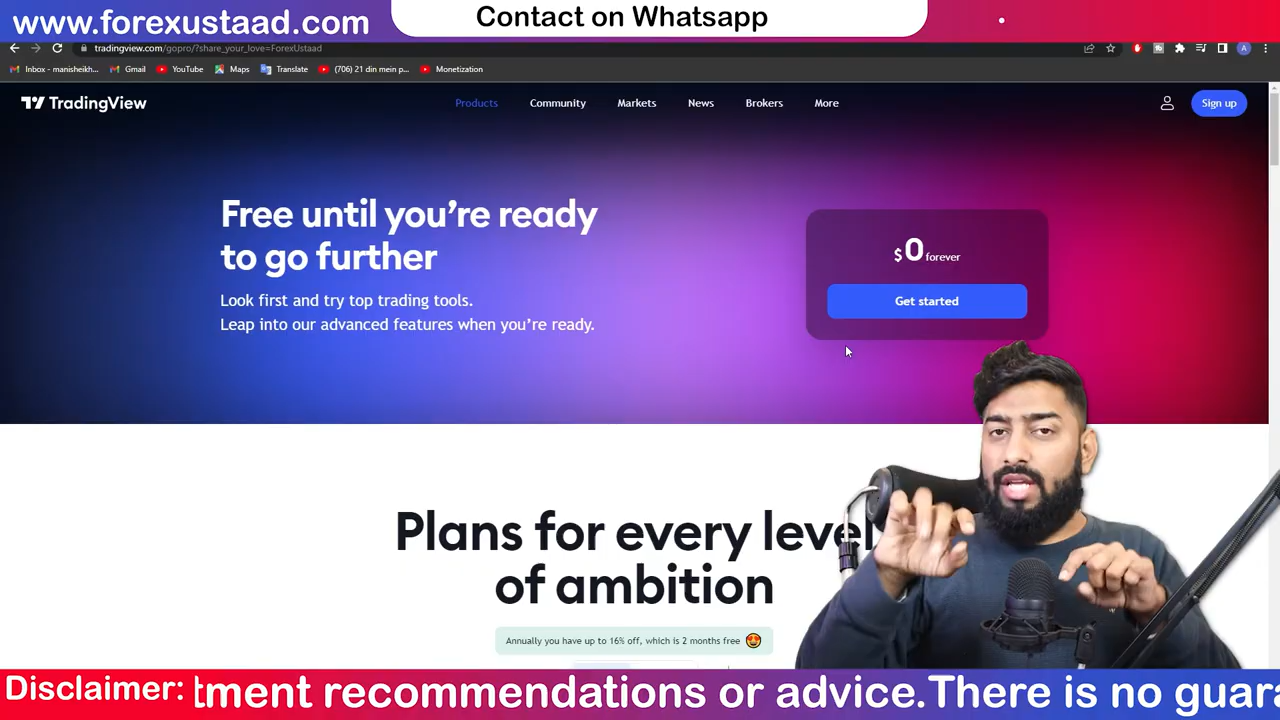 www.forexustaad.com
Contact on Whatsapp
tradingview.com/gopro/?share_your_love=ForexUstaad
A
Inbox - manisheikh...
Gmail
YouTube
Maps
Translate
(706) 21 din mein p...
Monetization
TradingView
Products
Community
Markets
News
Brokers
More
Sign up
Free until you're ready
to go further
$0 forever
Look first and try top trading tools.
Get started
Leap into our advanced features when you're ready.
Plans for every level
of ambition
Annually you have up to 16% off, which is 2 months free
Disclaimer:
tment recommendations or advice.There is no guara